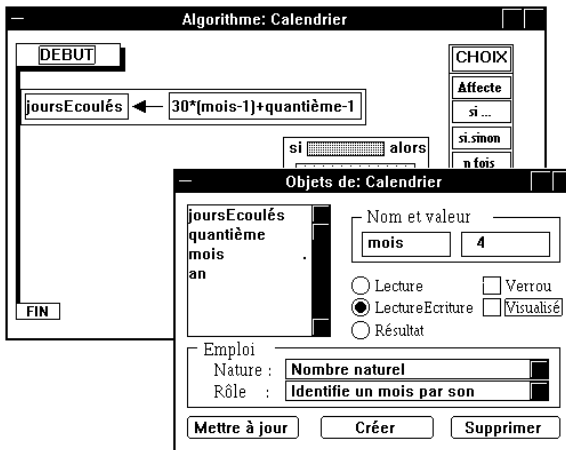 Algorithme: Calendrier
DEBUT
CHOIX
Affecte
si ...
si.sinon
n fois
joursEcoulés
30*(mois-1)+quantième-1
si alors
Objets de: Calendrier
joursEcoulés
quantième
mois .
an
Nom et valeur
mois 4
Lecture
LectureEcriture
Résultat
Verrou
Visualisé
FIN
Emploi
Nature : Nombre naturel
Rôle : Identifie un mois par son
Mettre à jour
Créer
Supprimer